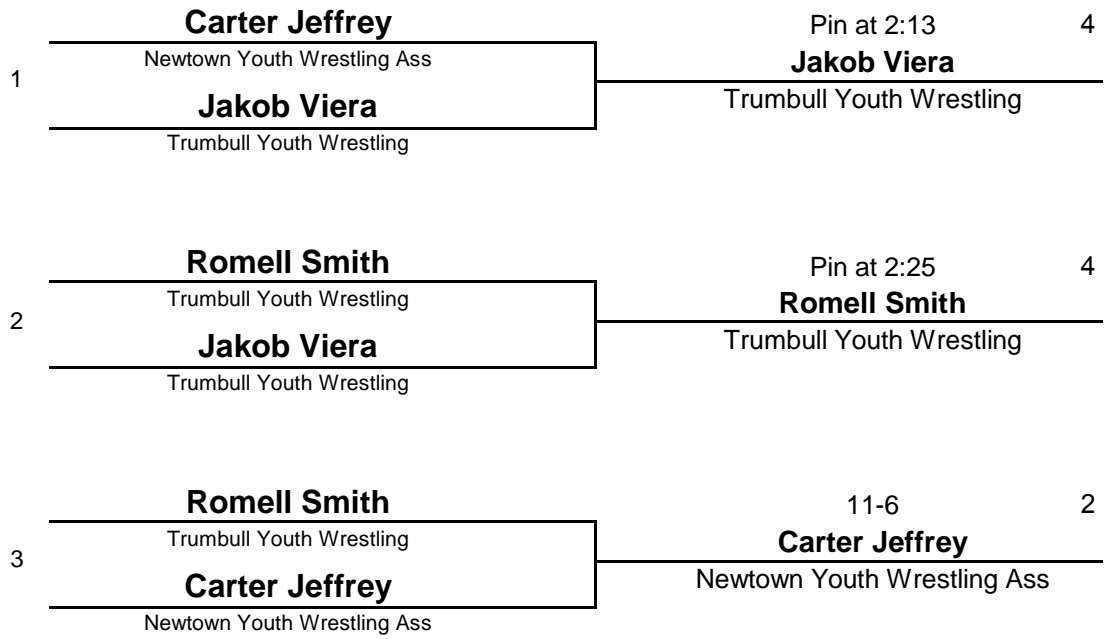 Carter Jeffrey
Newtown Youth Wrestling Ass
1
Jakob Viera
Trumbull Youth Wrestling
Pin at 2:13 4
Jakob Viera
Trumbull Youth Wrestling
Romell Smith
Trumbull Youth Wrestling
2
Jakob Viera
Trumbull Youth Wrestling
Pin at 2:25 4
Romell Smith
Trumbull Youth Wrestling
Romell Smith
Trumbull Youth Wrestling
3
Carter Jeffrey
Newtown Youth Wrestling Ass
11-6 2
Carter Jeffrey
Newtown Youth Wrestling Ass